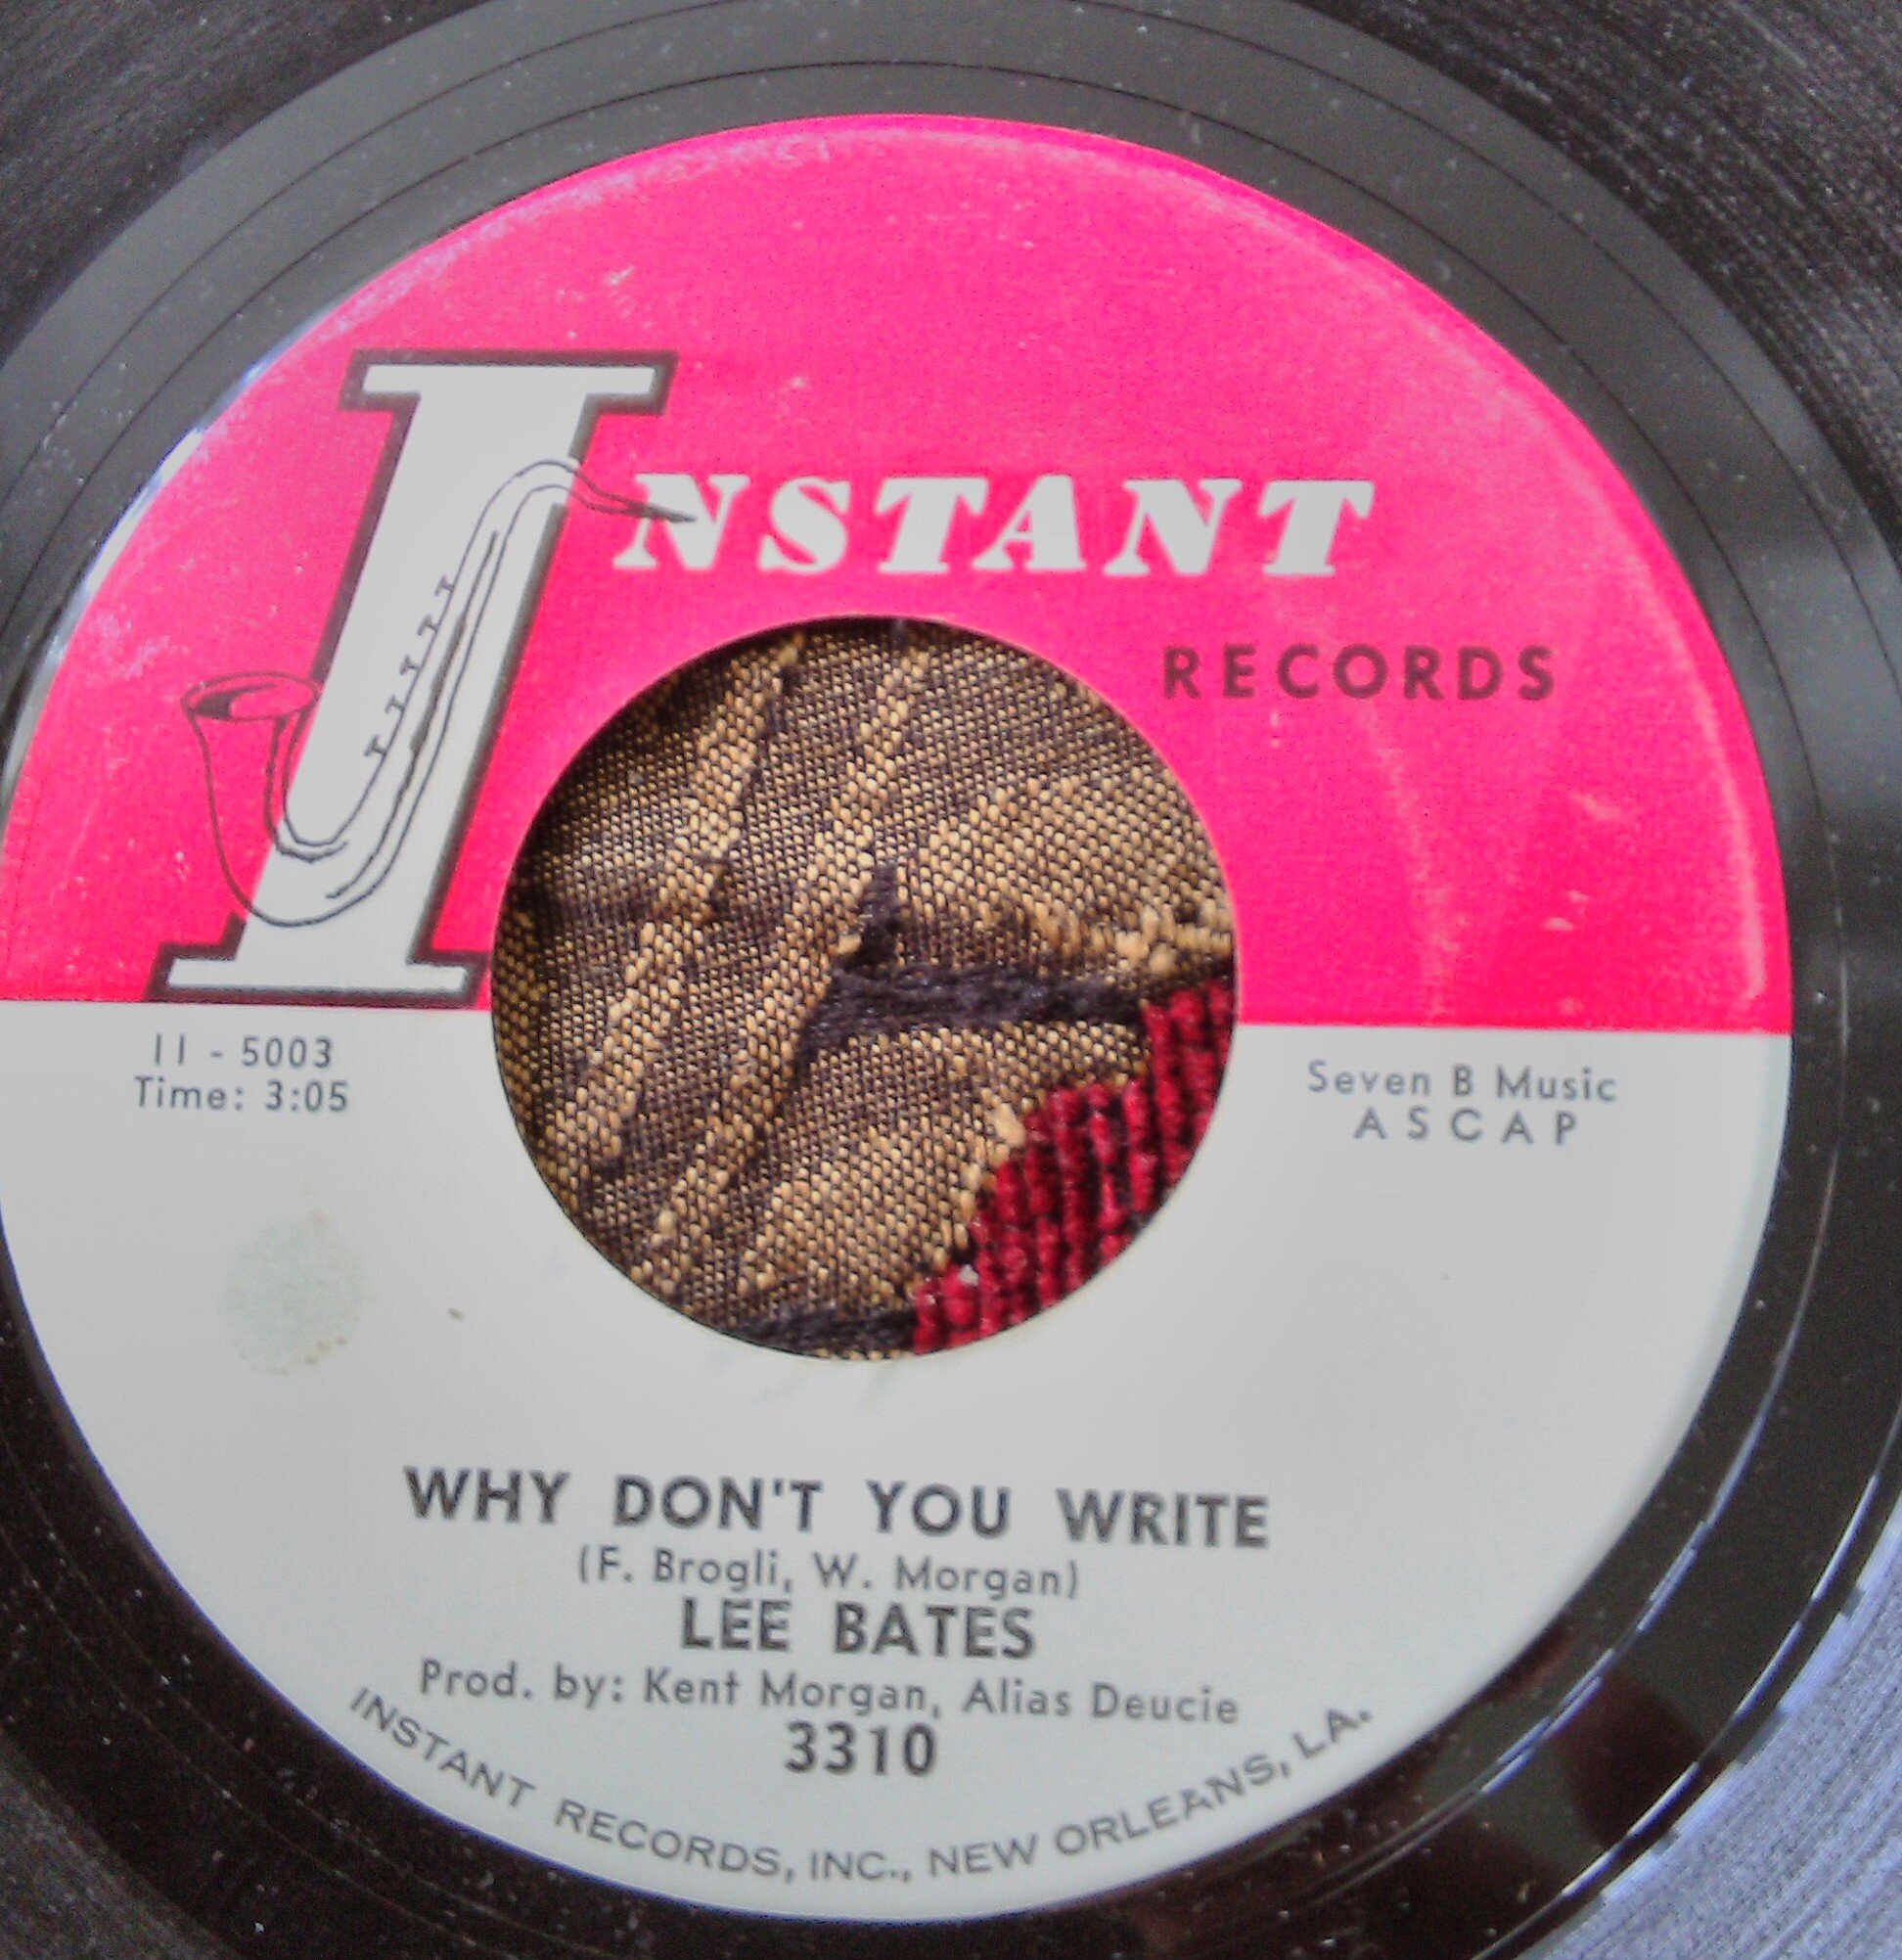 INSTANT
RECORDS
11 - 5003
Time: 3:05
Seven B Music
ASCAP
WHY DON'T YOU WRITE
(F. Brogli, W. Morgan)
LEE BATES
Prod. by: Kent Morgan, Alias Deucie
3310
INSTANT RECORDS, INC., NEW ORLEANS, LA.